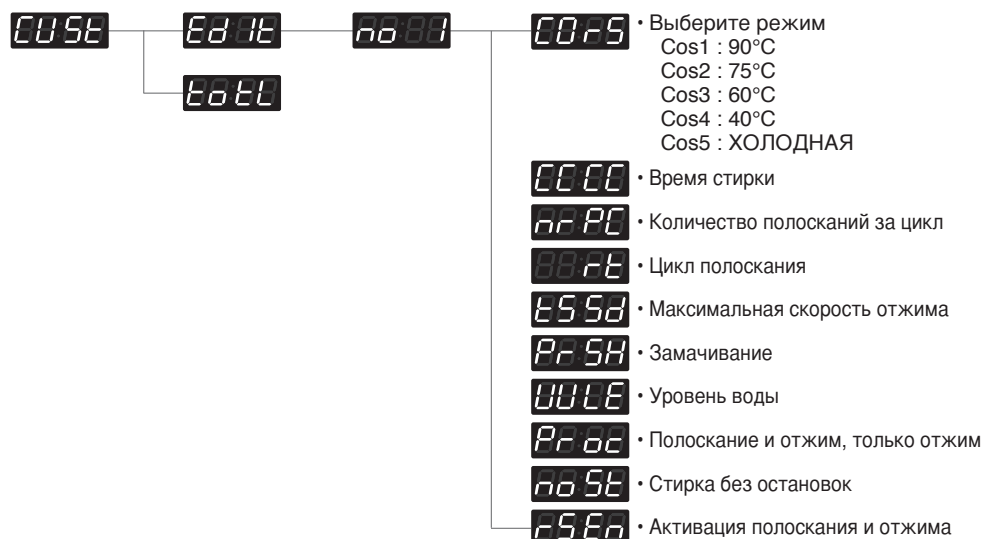 CUSt
Ed It
no 1
COrS
• Выберите режим
Cos1 : 90°C
Cos2 : 75°C
Cos3 : 60°C
Cos4 : 40°C
Cos5 : ХОЛОДНАЯ
totL
CCCC
• Время стирки
nrPC
• Количество полосканий за цикл
rt
• Цикл полоскания
tSSd
• Максимальная скорость отжима
PrSH
• Замачивание
UULE
• Уровень воды
Proc
• Полоскание и отжим, только отжим
noSt
• Стирка без остановок
rSEn
• Активация полоскания и отжима